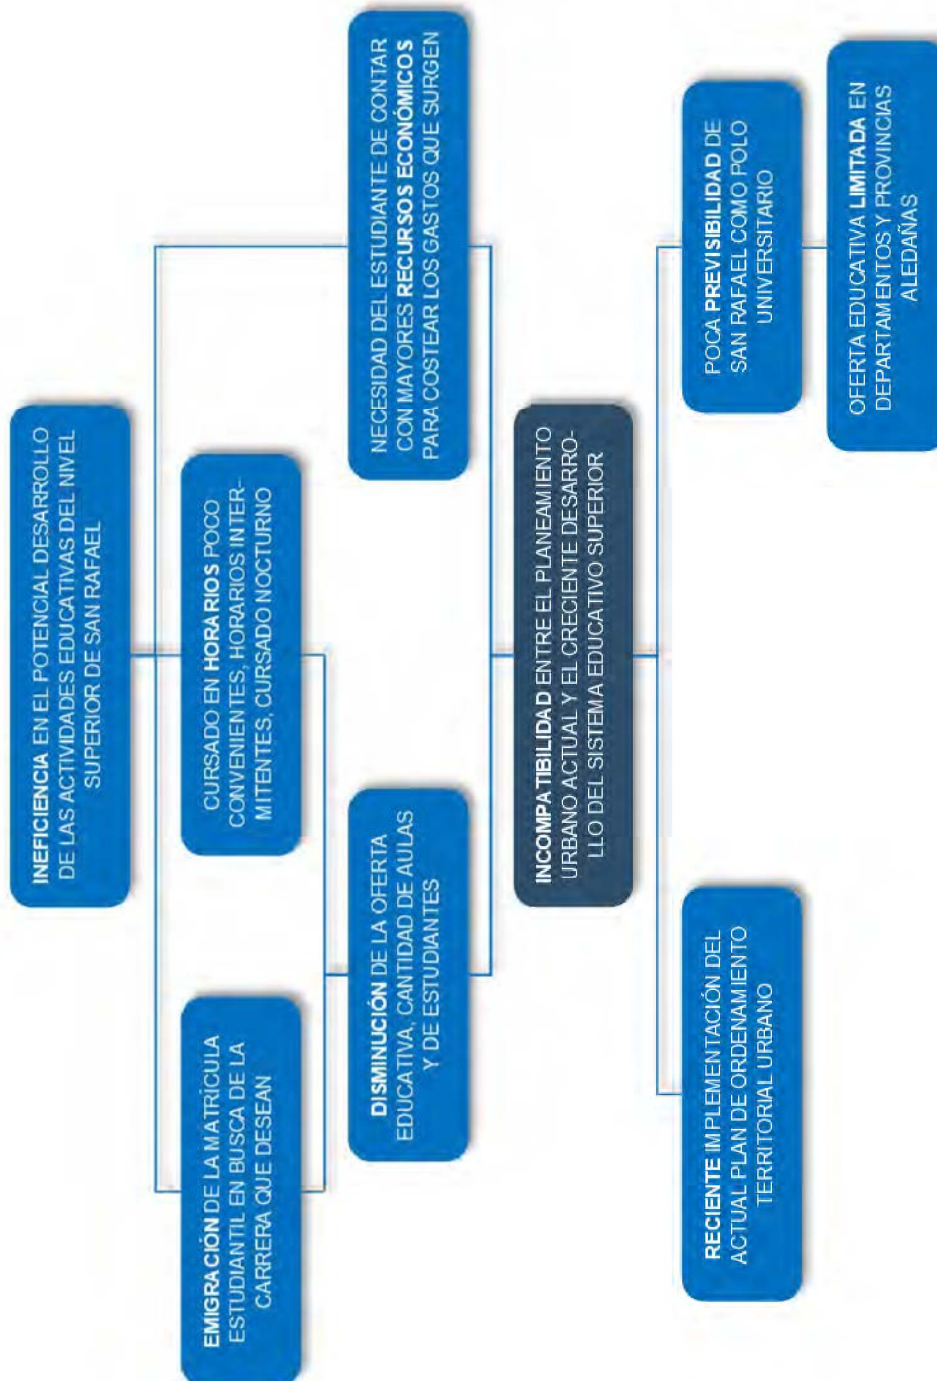 INEFICIENCIA EN EL POTENCIAL DESARROLLO
DE LAS ACTIVIDADES EDUCATIVAS DEL NIVEL
SUPERIOR DE SAN RAFAEL
EMIGRACIÓN DE LA MATRÍCULA
ESTUDIANTIL EN BUSCA DE LA
CARRERA QUE DESEAN
CURSADO EN HORARIOS POCO
CONVENIENTES, HORARIOS INTER-
MITENTES, CURSADO NOCTURNO
DISMINUCIÓN DE LA OFERTA
EDUCATIVA, CANTIDAD DE AULAS
Y DE ESTUDIANTES
NECESIDAD DEL ESTUDIANTE DE CONTAR
CON MAYORES RECURSOS ECONÓMICOS
PARA COSTEAR LOS GASTOS QUE SURGEN
INCOMPATIBILIDAD ENTRE EL PLANEAMIENTO
URBANO ACTUAL Y EL CRECIENTE DESARRO-
LLO DEL SISTEMA EDUCATIVO SUPERIOR
RECIENTE IMPLEMENTACIÓN DEL
ACTUAL PLAN DE ORDENAMIENTO
TERRITORIAL URBANO
POCA PREVISIBILIDAD DE
SAN RAFAEL COMO POLO
UNIVERSITARIO
OFERTA EDUCATIVA LIMITADA EN
DEPARTAMENTOS Y PROVINCIAS
ALEDAÑAS